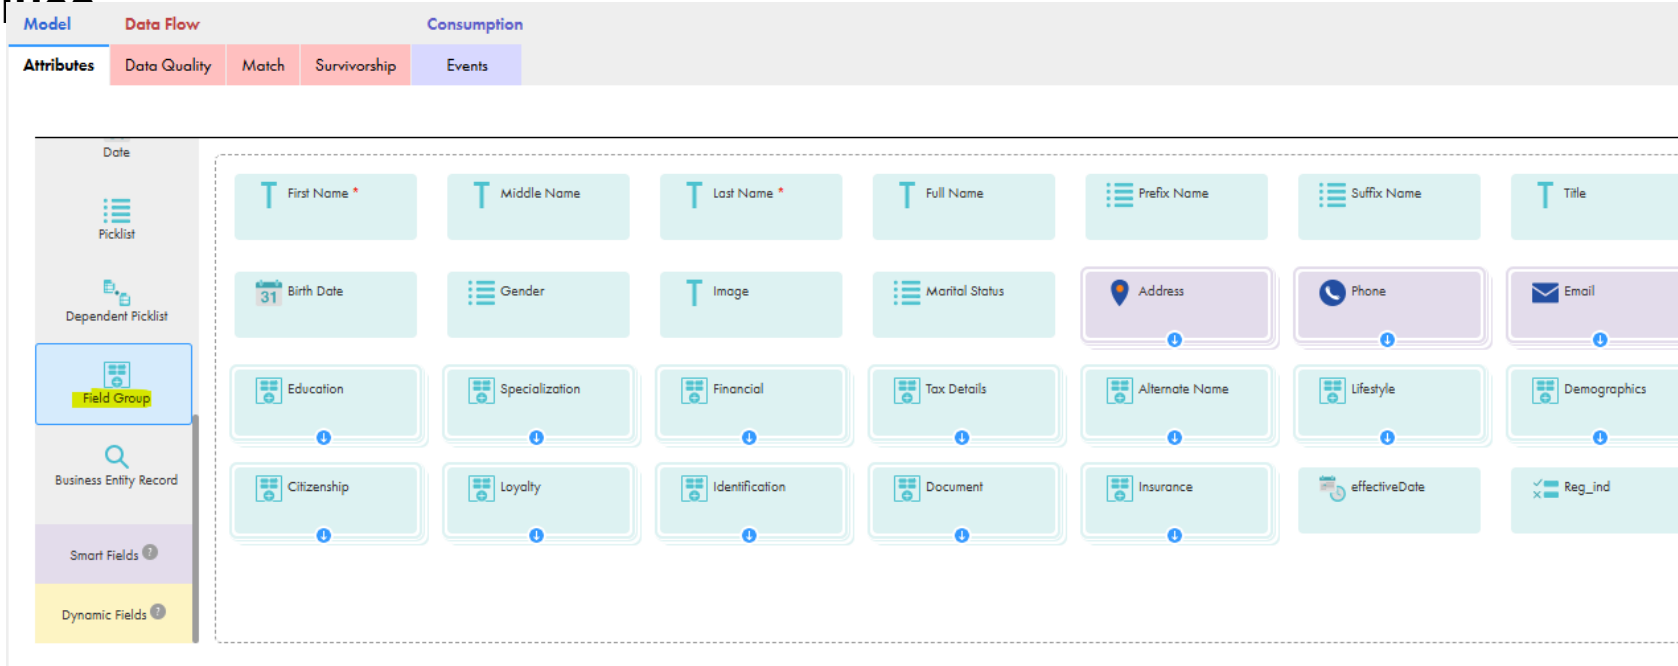 Model Data Flow Consumption
Attributes Data Quality Match Survivorship Events
Date
Picklist
Dependent Picklist
Field Group
Business Entity Record
Smart Fields ?
Dynamic Fields ?
First Name * Middle Name Last Name * Full Name Prefix Name Suffix Name Title
31 Birth Date Gender Image Marital Status Address Phone Email
Education Specialization Financial Tax Details Alternate Name Lifestyle Demographics
Citizenship Loyalty Identification Document Insurance effectiveDate Reg_ind